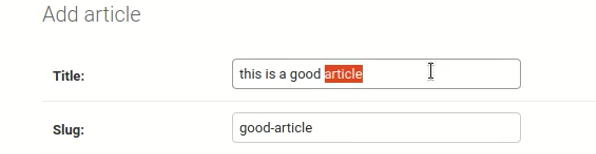 Add article
Title: this is a good article
Slug: good-article